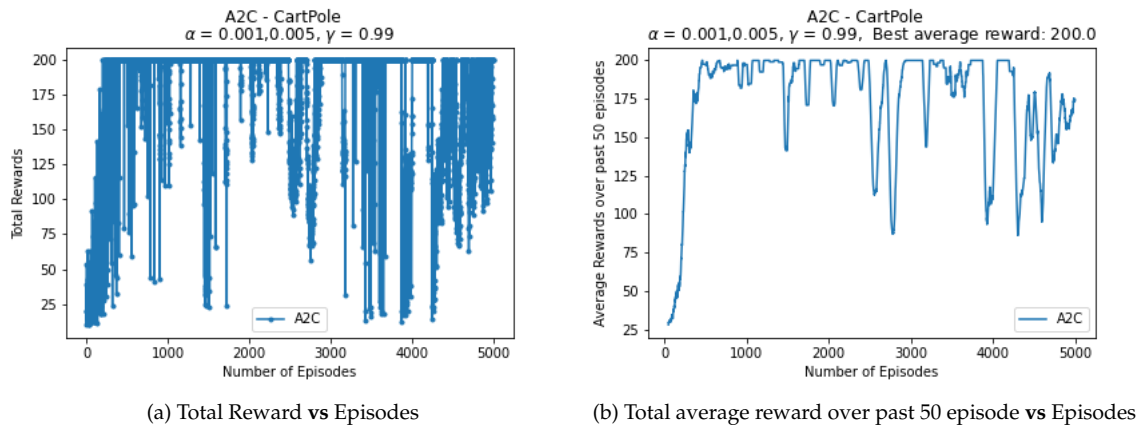 A2C - CartPole
α = 0.001,0.005, γ = 0.99
Total Rewards
200
175
150
125
100
75
50
25
0
1000
2000
3000
4000
5000
A2C
Number of Episodes
(a) Total Reward vs Episodes
A2C - CartPole
α = 0.001,0.005, γ = 0.99, Best average reward: 200.0
Average Rewards over past 50 episodes
200
175
150
125
100
75
50
25
0
1000
2000
3000
4000
5000
A2C
Number of Episodes
(b) Total average reward over past 50 episode vs Episodes